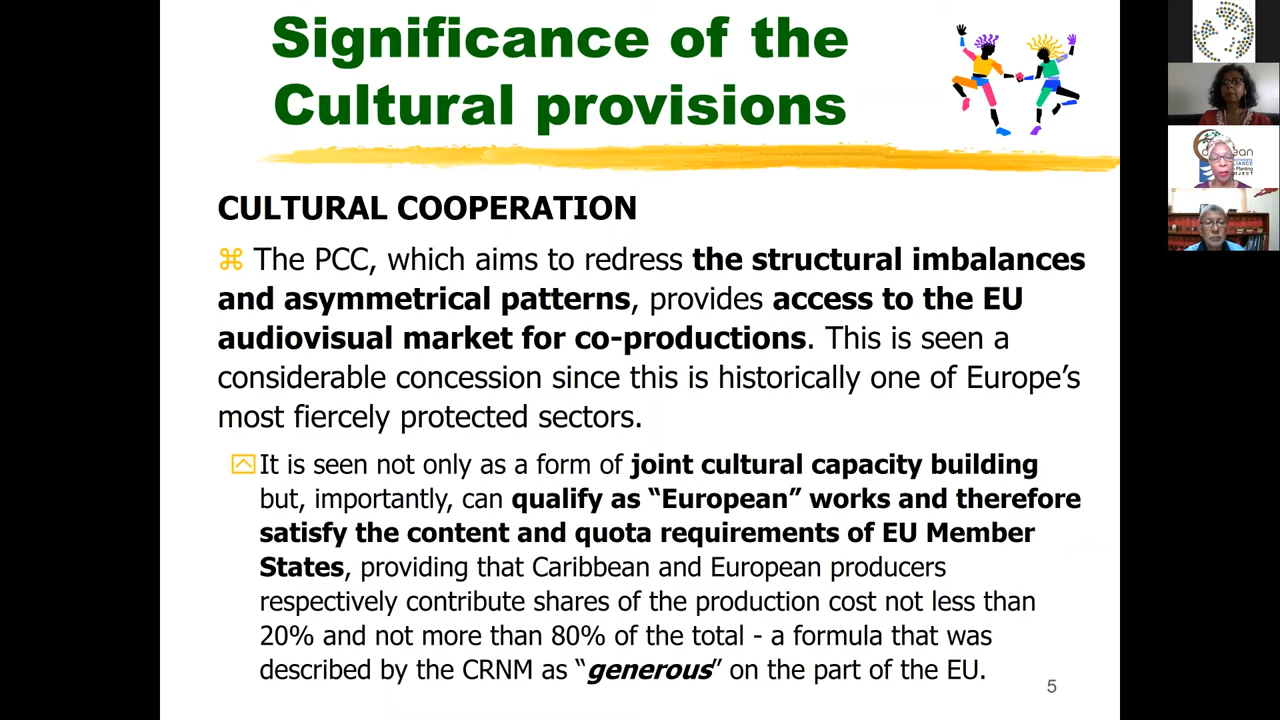 Significance of the
Cultural provisions
CULTURAL COOPERATION
⌘ The PCC, which aims to redress the structural imbalances
and asymmetrical patterns, provides access to the EU
audiovisual market for co-productions. This is seen a
considerable concession since this is historically one of Europe’s
most fiercely protected sectors.
It is seen not only as a form of joint cultural capacity building
but, importantly, can qualify as “European” works and therefore
satisfy the content and quota requirements of EU Member
States, providing that Caribbean and European producers
respectively contribute shares of the production cost not less than
20% and not more than 80% of the total - a formula that was
described by the CRNM as “generous” on the part of the EU.
5